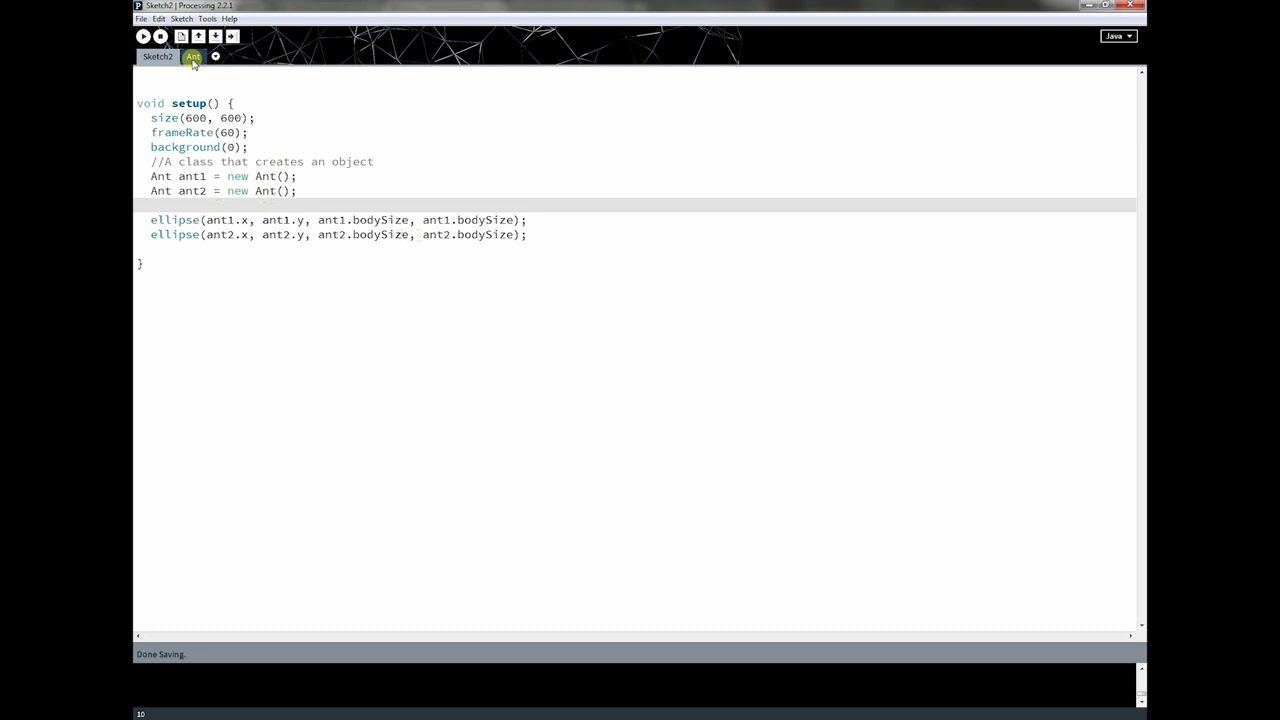 Sketch2 | Processing 2.2.1
File Edit Sketch Tools Help
Java
Sketch2 Ant
void setup() {
size(600, 600);
frameRate(60);
background(0);
//A class that creates an object
Ant ant1 = new Ant();
Ant ant2 = new Ant();
ellipse(ant1.x, ant1.y, ant1.bodySize, ant1.bodySize);
ellipse(ant2.x, ant2.y, ant2.bodySize, ant2.bodySize);
}
Done Saving.
10